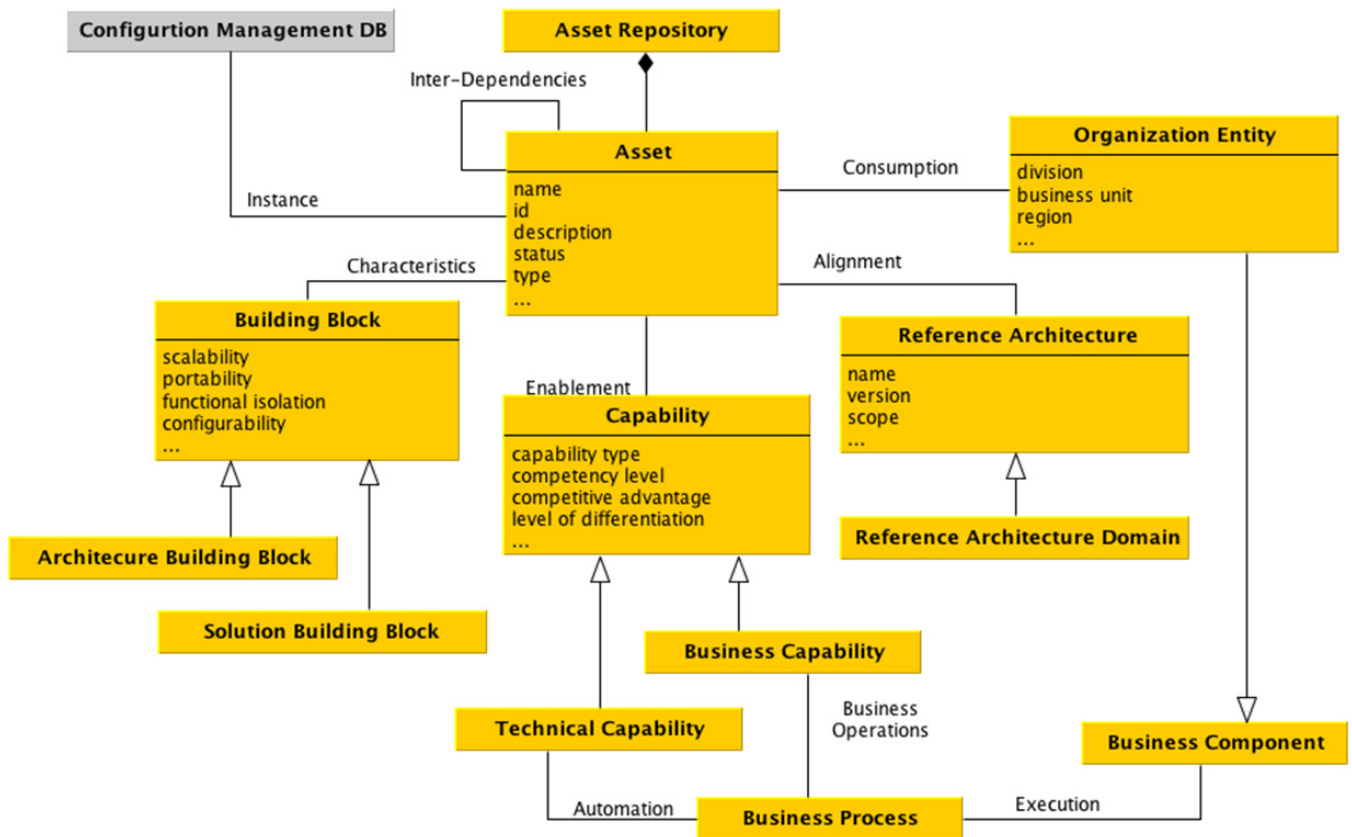 Configurtion Management DB
Asset Repository
Inter-Dependencies
Asset
name
id
description
status
type
...
Organization Entity
division
business unit
region
...
Consumption
Instance
Characteristics
Alignment
Building Block
scalability
portability
functional isolation
configurability
...
Reference Architecture
name
version
scope
...
Enablement
Capability
capability type
competency level
competitive advantage
level of differentiation
...
Architecure Building Block
Reference Architecture Domain
Solution Building Block
Business Capability
Technical Capability
Business
Operations
Business Component
Automation
Business Process
Execution